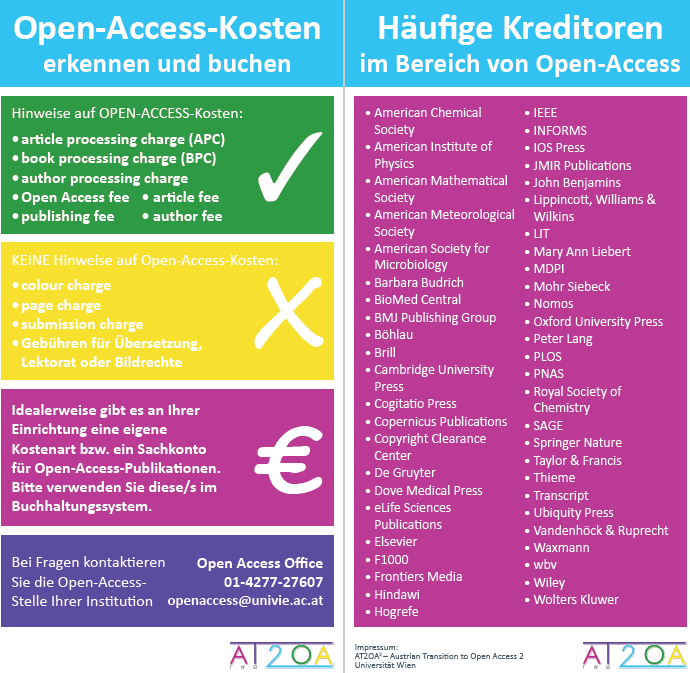 Open-Access-Kosten
erkennen und buchen
Hinweise auf OPEN-ACCESS-Kosten:
• article processing charge (APC)
• book processing charge (BPC)
• author processing charge
• Open Access fee • article fee
• publishing fee • author fee
KEINE Hinweise auf Open-Access-Kosten:
• colour charge
• page charge
• submission charge
• Gebühren für Übersetzung,
Lektorat oder Bildrechte
Idealerweise gibt es an Ihrer
Einrichtung eine eigene
Kostenart bzw. ein Sachkonto
für Open-Access-Publikationen.
Bitte verwenden Sie diese/s im
Buchhaltungssystem.
€
Bei Fragen kontaktieren
Sie die Open-Access-
Stelle Ihrer Institution
Open Access Office
01-4277-27607
openaccess@univie.ac.at
AT2OA
two
Häufige Kreditoren
im Bereich von Open-Access
• American Chemical
Society
• American Institute of
Physics
• American Mathematical
Society
• American Meteorological
Society
• American Society for
Microbiology
• Barbara Budrich
• BioMed Central
• BMJ Publishing Group
• Böhlau
• Brill
• Cambridge University
Press
• Cogitatio Press
• Copernicus Publications
• Copyright Clearance
Center
• De Gruyter
• Dove Medical Press
• eLife Sciences
Publications
• Elsevier
• F1000
• Frontiers Media
• Hindawi
• Hogrefe
• IEEE
• INFORMS
• IOS Press
• JMIR Publications
• John Benjamins
• Lippincott, Williams &
Wilkins
• LIT
• Mary Ann Liebert
• MDPI
• Mohr Siebeck
• Nomos
• Oxford University Press
• Peter Lang
• PLOS
• PNAS
• Royal Society of
Chemistry
• SAGE
• Springer Nature
• Taylor & Francis
• Thieme
• Transcript
• Ubiquity Press
• Vandenhöck & Ruprecht
• Waxmann
• wbv
• Wiley
• Wolters Kluwer
Impressum:
AT2OA² – Austrian Transition to Open Access 2
Universität Wien
AT2OA
two